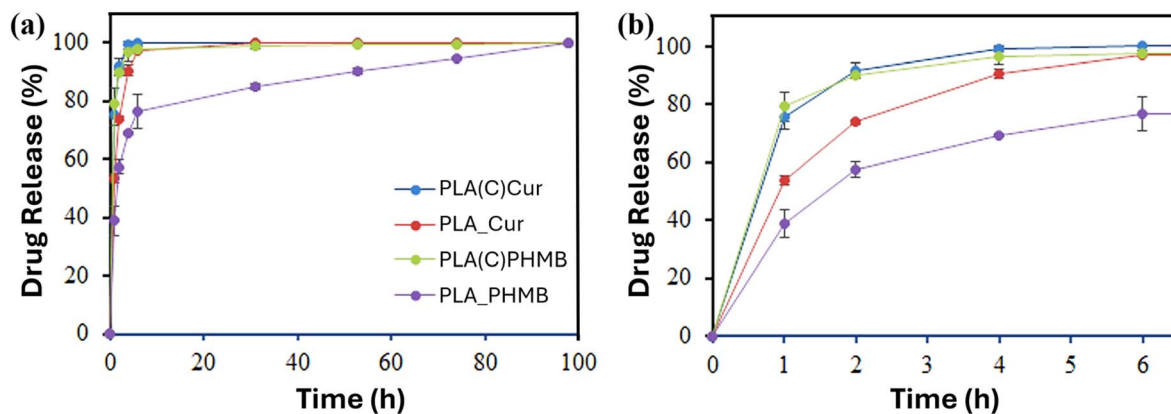 (a)
Drug Release (%)
100
80
60
40
20
0
PLA(C)Cur
PLA_Cur
PLA(C)PHMB
PLA_PHMB
0 20 40 60 80 100
Time (h)
(b)
Drug Release (%)
100
80
60
40
20
0
0 1 2 3 4 5 6
Time (h)